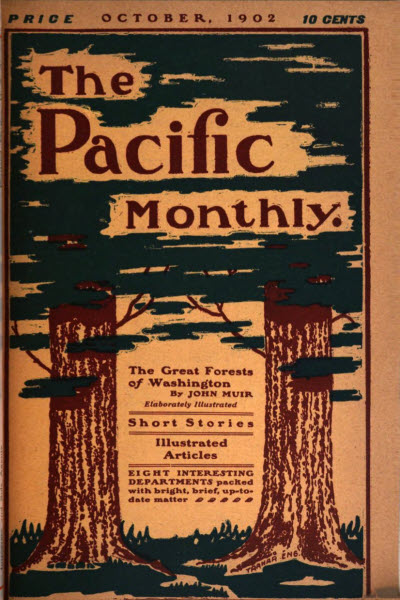 PRICE OCTOBER, 1902 10 CENTS
The
Pacific
Monthly.
The Great Forests
of Washington
By JOHN MUIR
Elaborately Illustrated
Short Stories
Illustrated
Articles
EIGHT INTERESTING
DEPARTMENTS packed
with bright, brief, up-to-
date matter